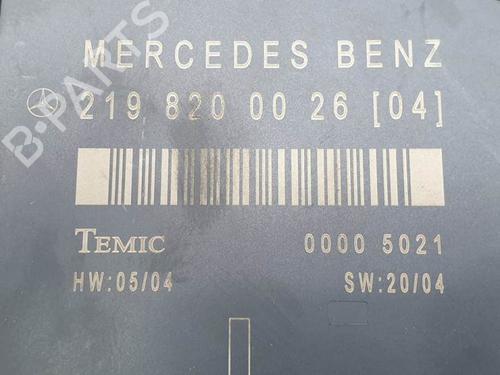 MERCEDES BENZ
219 820 00 26 [04]
TEMIC
0000 5021
HW:05/04
SW:20/04
B-PARTS